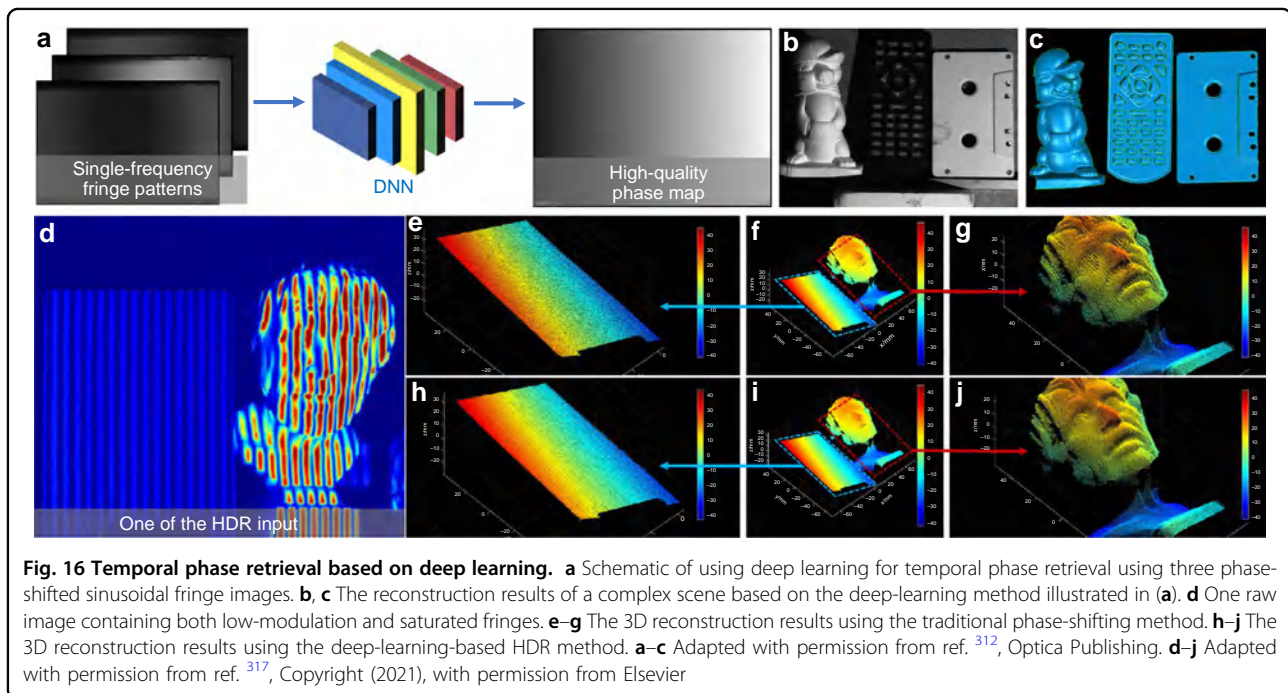 a
Single-frequency
fringe patterns
DNN
High-quality
phase map
b
c
d
One of the HDR input
e
f
g
h
i
j
z/mm
x/mm
y/mm
Fig. 16 Temporal phase retrieval based on deep learning. a Schematic of using deep learning for temporal phase retrieval using three phase-
shifted sinusoidal fringe images. b, c The reconstruction results of a complex scene based on the deep-learning method illustrated in (a). d One raw
image containing both low-modulation and saturated fringes. e–g The 3D reconstruction results using the traditional phase-shifting method. h–j The
3D reconstruction results using the deep-learning-based HDR method. a–c Adapted with permission from ref. 312, Optica Publishing. d–j Adapted
with permission from ref. 317, Copyright (2021), with permission from Elsevier